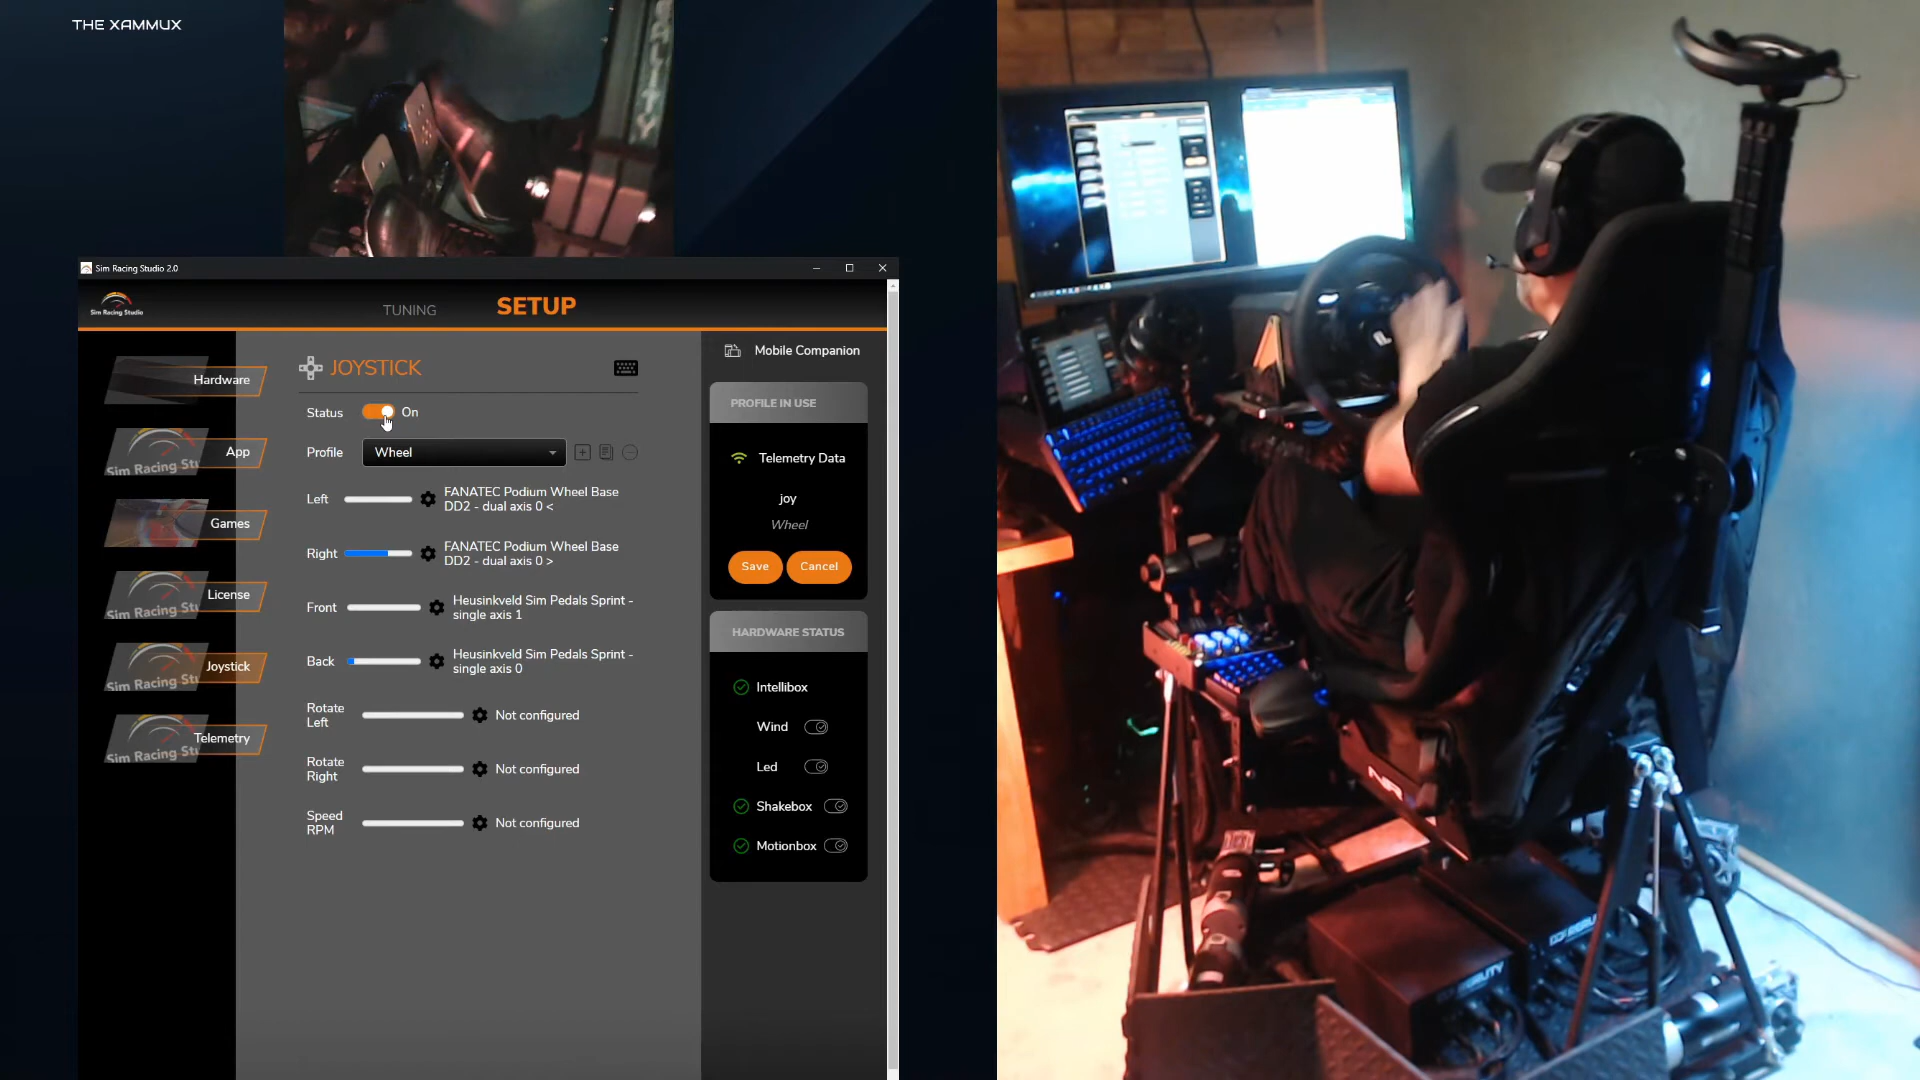 THE XAMMUX
ALITY
Sim Racing Studio 2.0
Sim Racing Studio
TUNING
SETUP
Hardware
App
Games
License
Joystick
Telemetry
JOYSTICK
Status
On
Profile
Wheel
Left
FANATEC Podium Wheel Base
DD2 - dual axis 0 <
Right
FANATEC Podium Wheel Base
DD2 - dual axis 0 >
Front
Heusinkveld Sim Pedals Sprint -
single axis 1
Back
Heusinkveld Sim Pedals Sprint -
single axis 0
Rotate
Left
Not configured
Rotate
Right
Not configured
Speed
RPM
Not configured
Mobile Companion
PROFILE IN USE
Telemetry Data
joy
Wheel
Save
Cancel
HARDWARE STATUS
Intellibox
Wind
Led
Shakebox
Motionbox